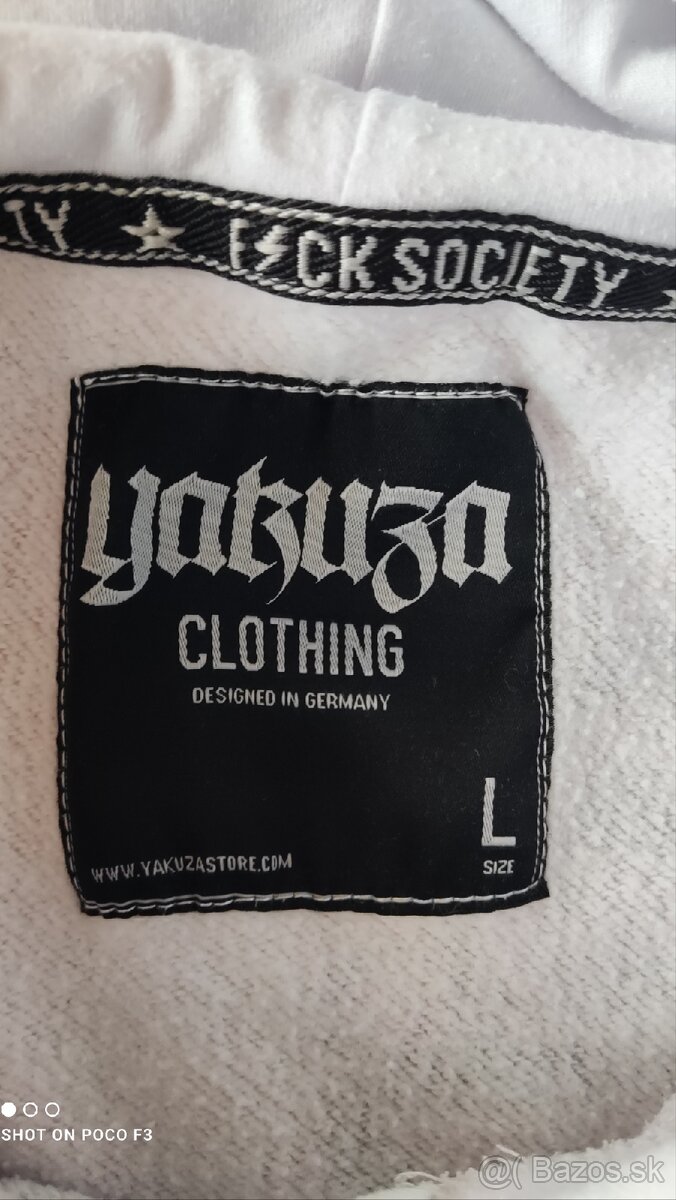 TY ★ F⚡CK SOCIETY
yakuza
CLOTHING
DESIGNED IN GERMANY
L
SIZE
WWW.YAKUZASTORE.COM
SHOT ON POCO F3
@( Bazos.sk